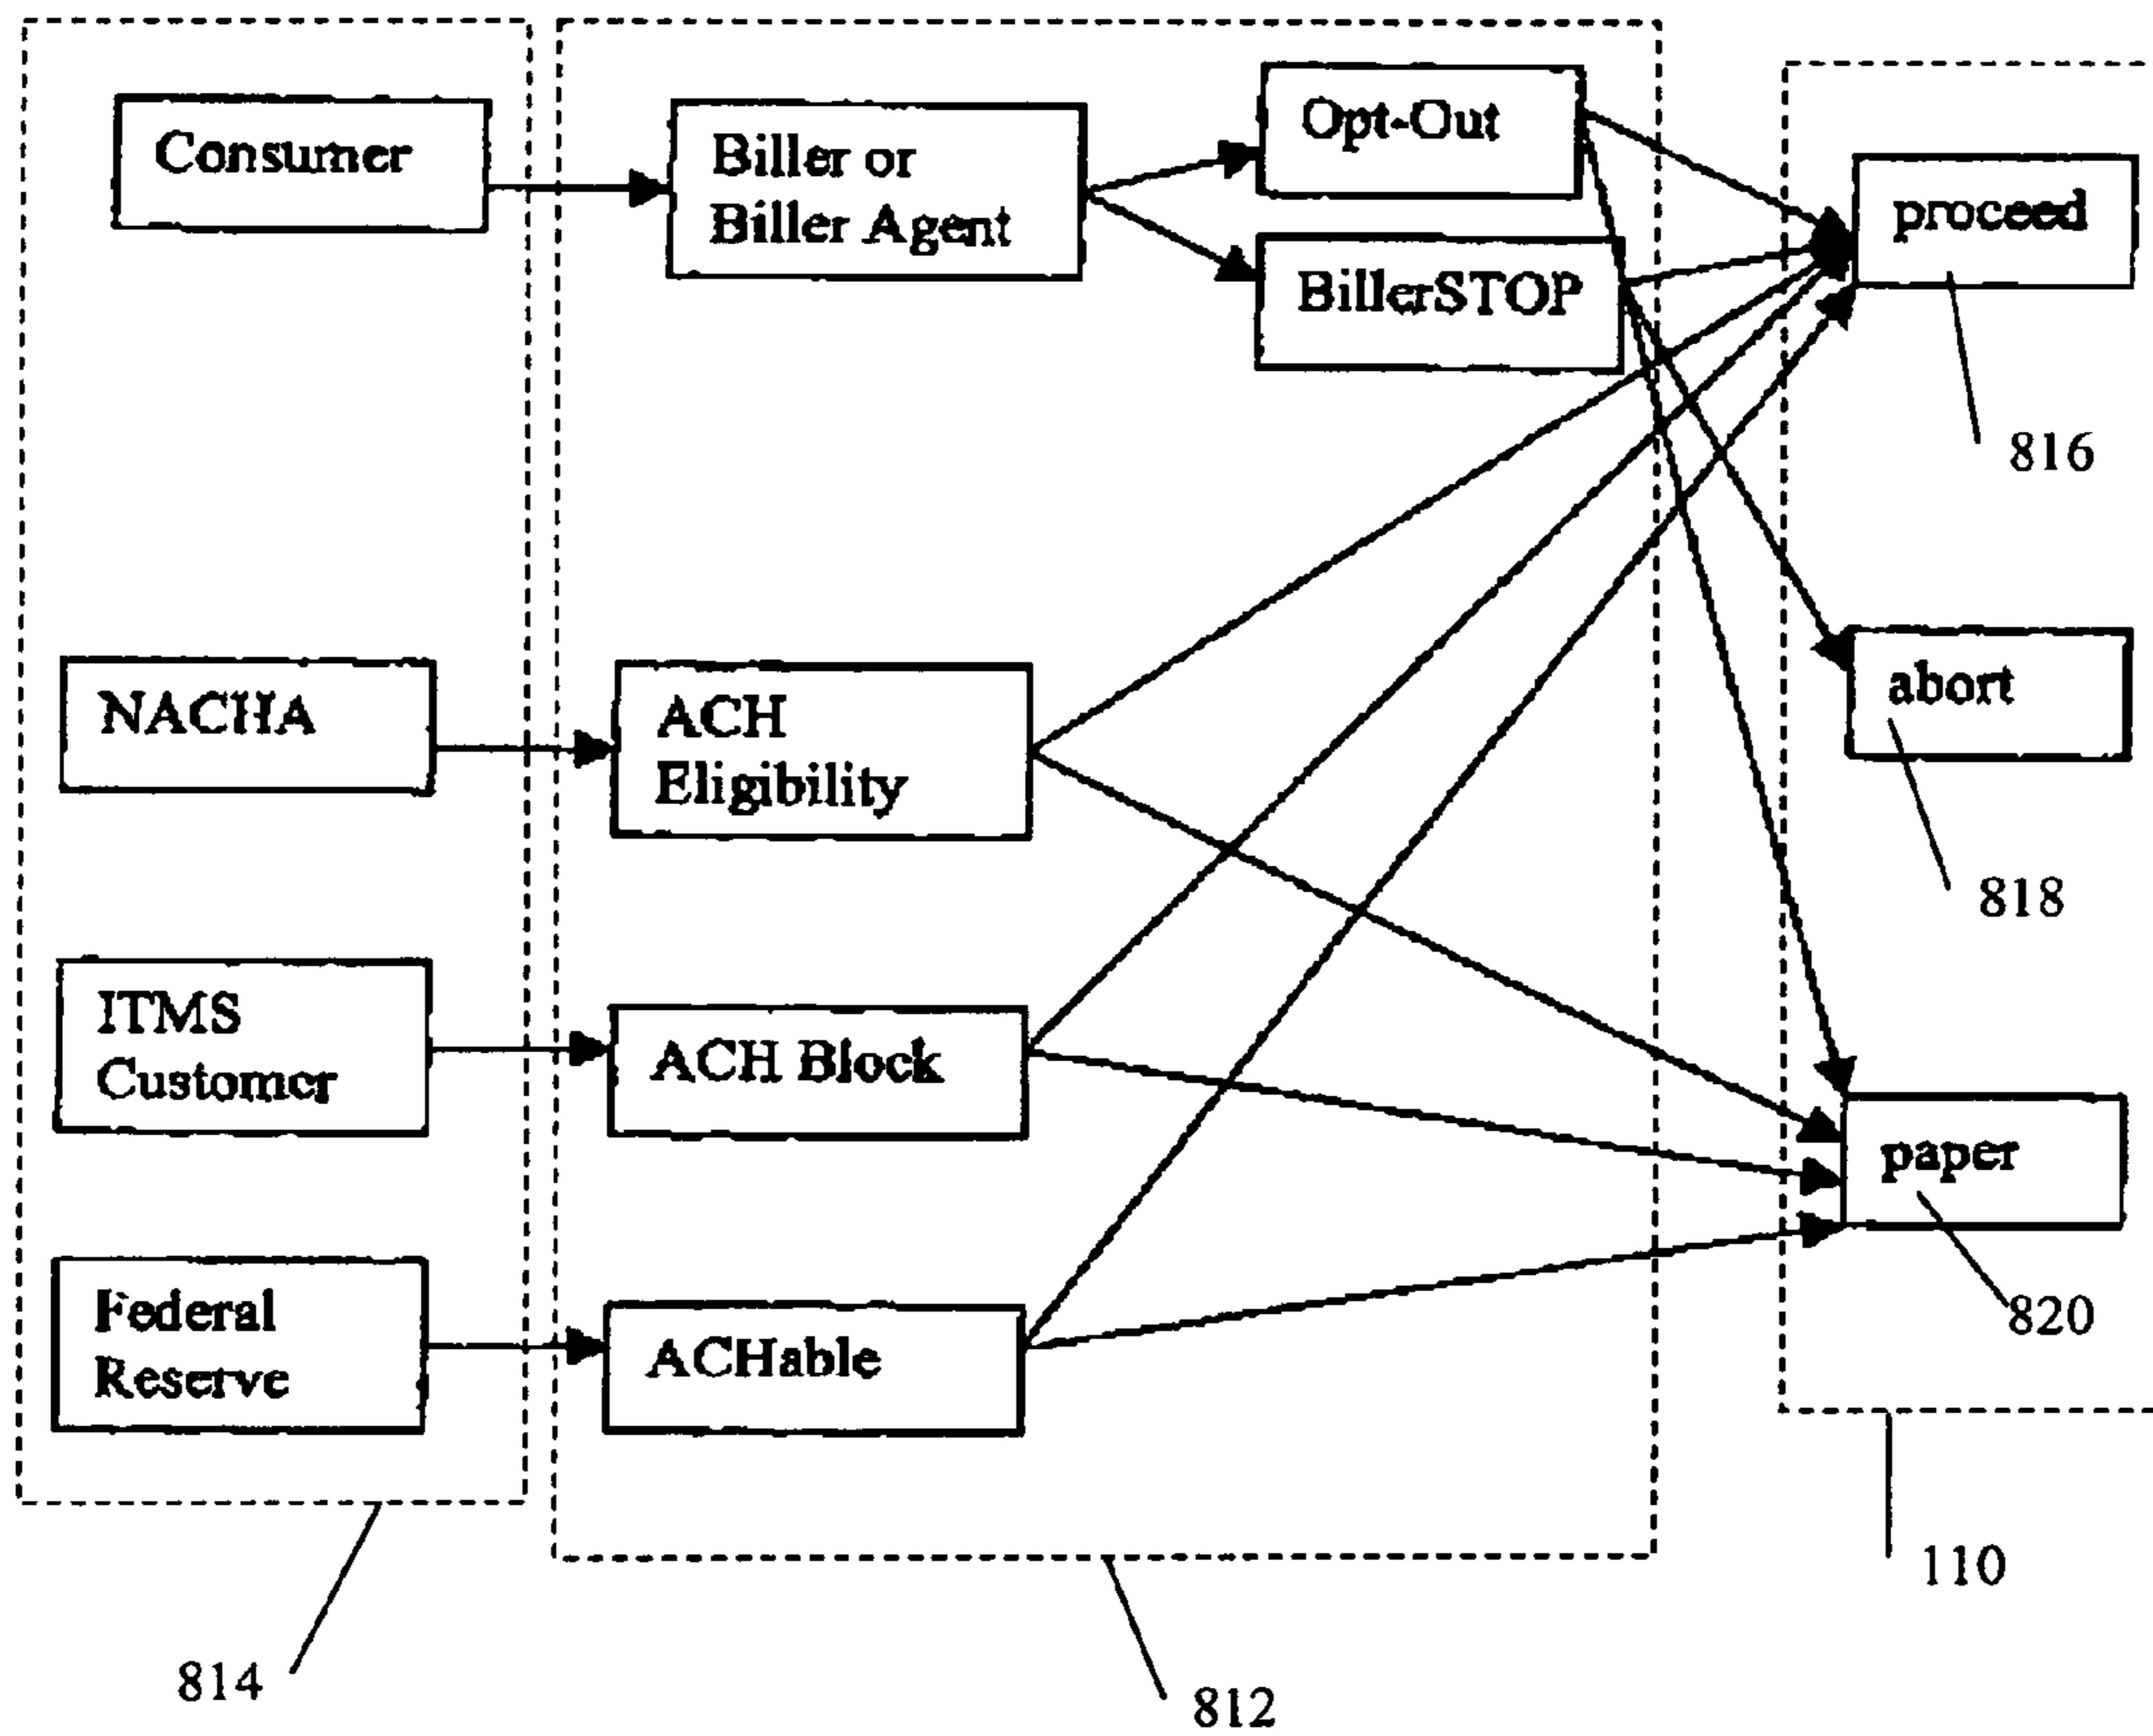 Consumer
Biller or
Biller Agent
Opt-Out
BillerSTOP
proceed
816
NACHA
ACH
Eligibility
abort
818
ITMS
Customer
ACH Block
paper
820
Federal
Reserve
ACHable
110
814
812